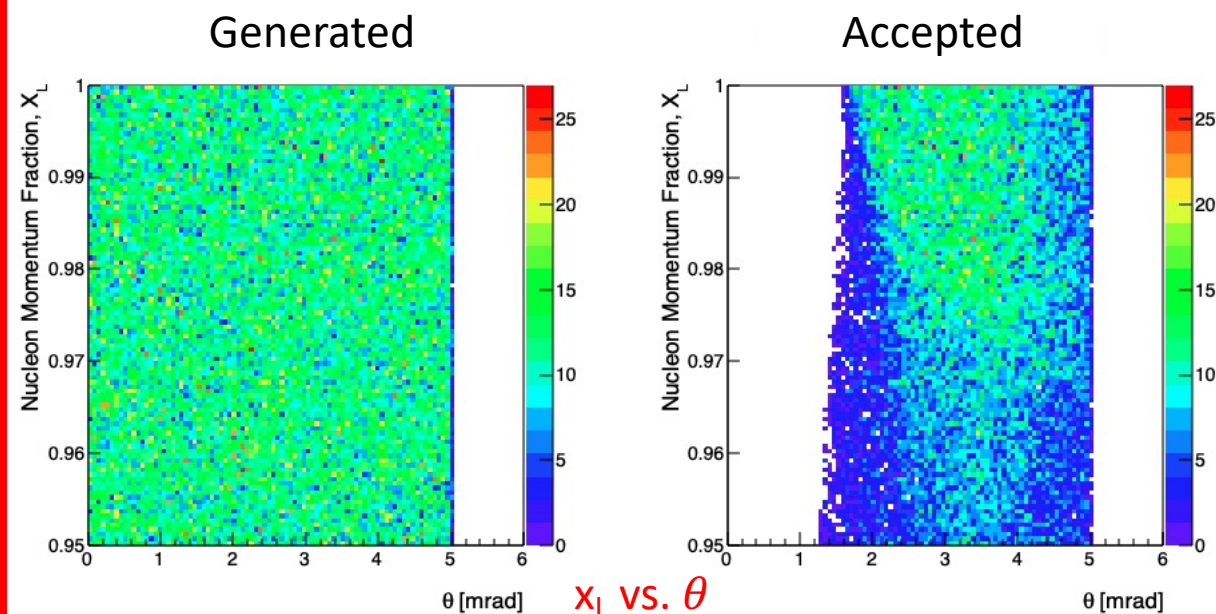 Generated
Accepted
Nucleon Momentum Fraction, X_L
1
0.99
0.98
0.97
0.96
0.95
0 1 2 3 4 5 6
θ [mrad]
25
20
15
10
5
0
Nucleon Momentum Fraction, X_L
1
0.99
0.98
0.97
0.96
0.95
0 1 2 3 4 5 6
θ [mrad]
25
20
15
10
5
0
x_L vs. θ